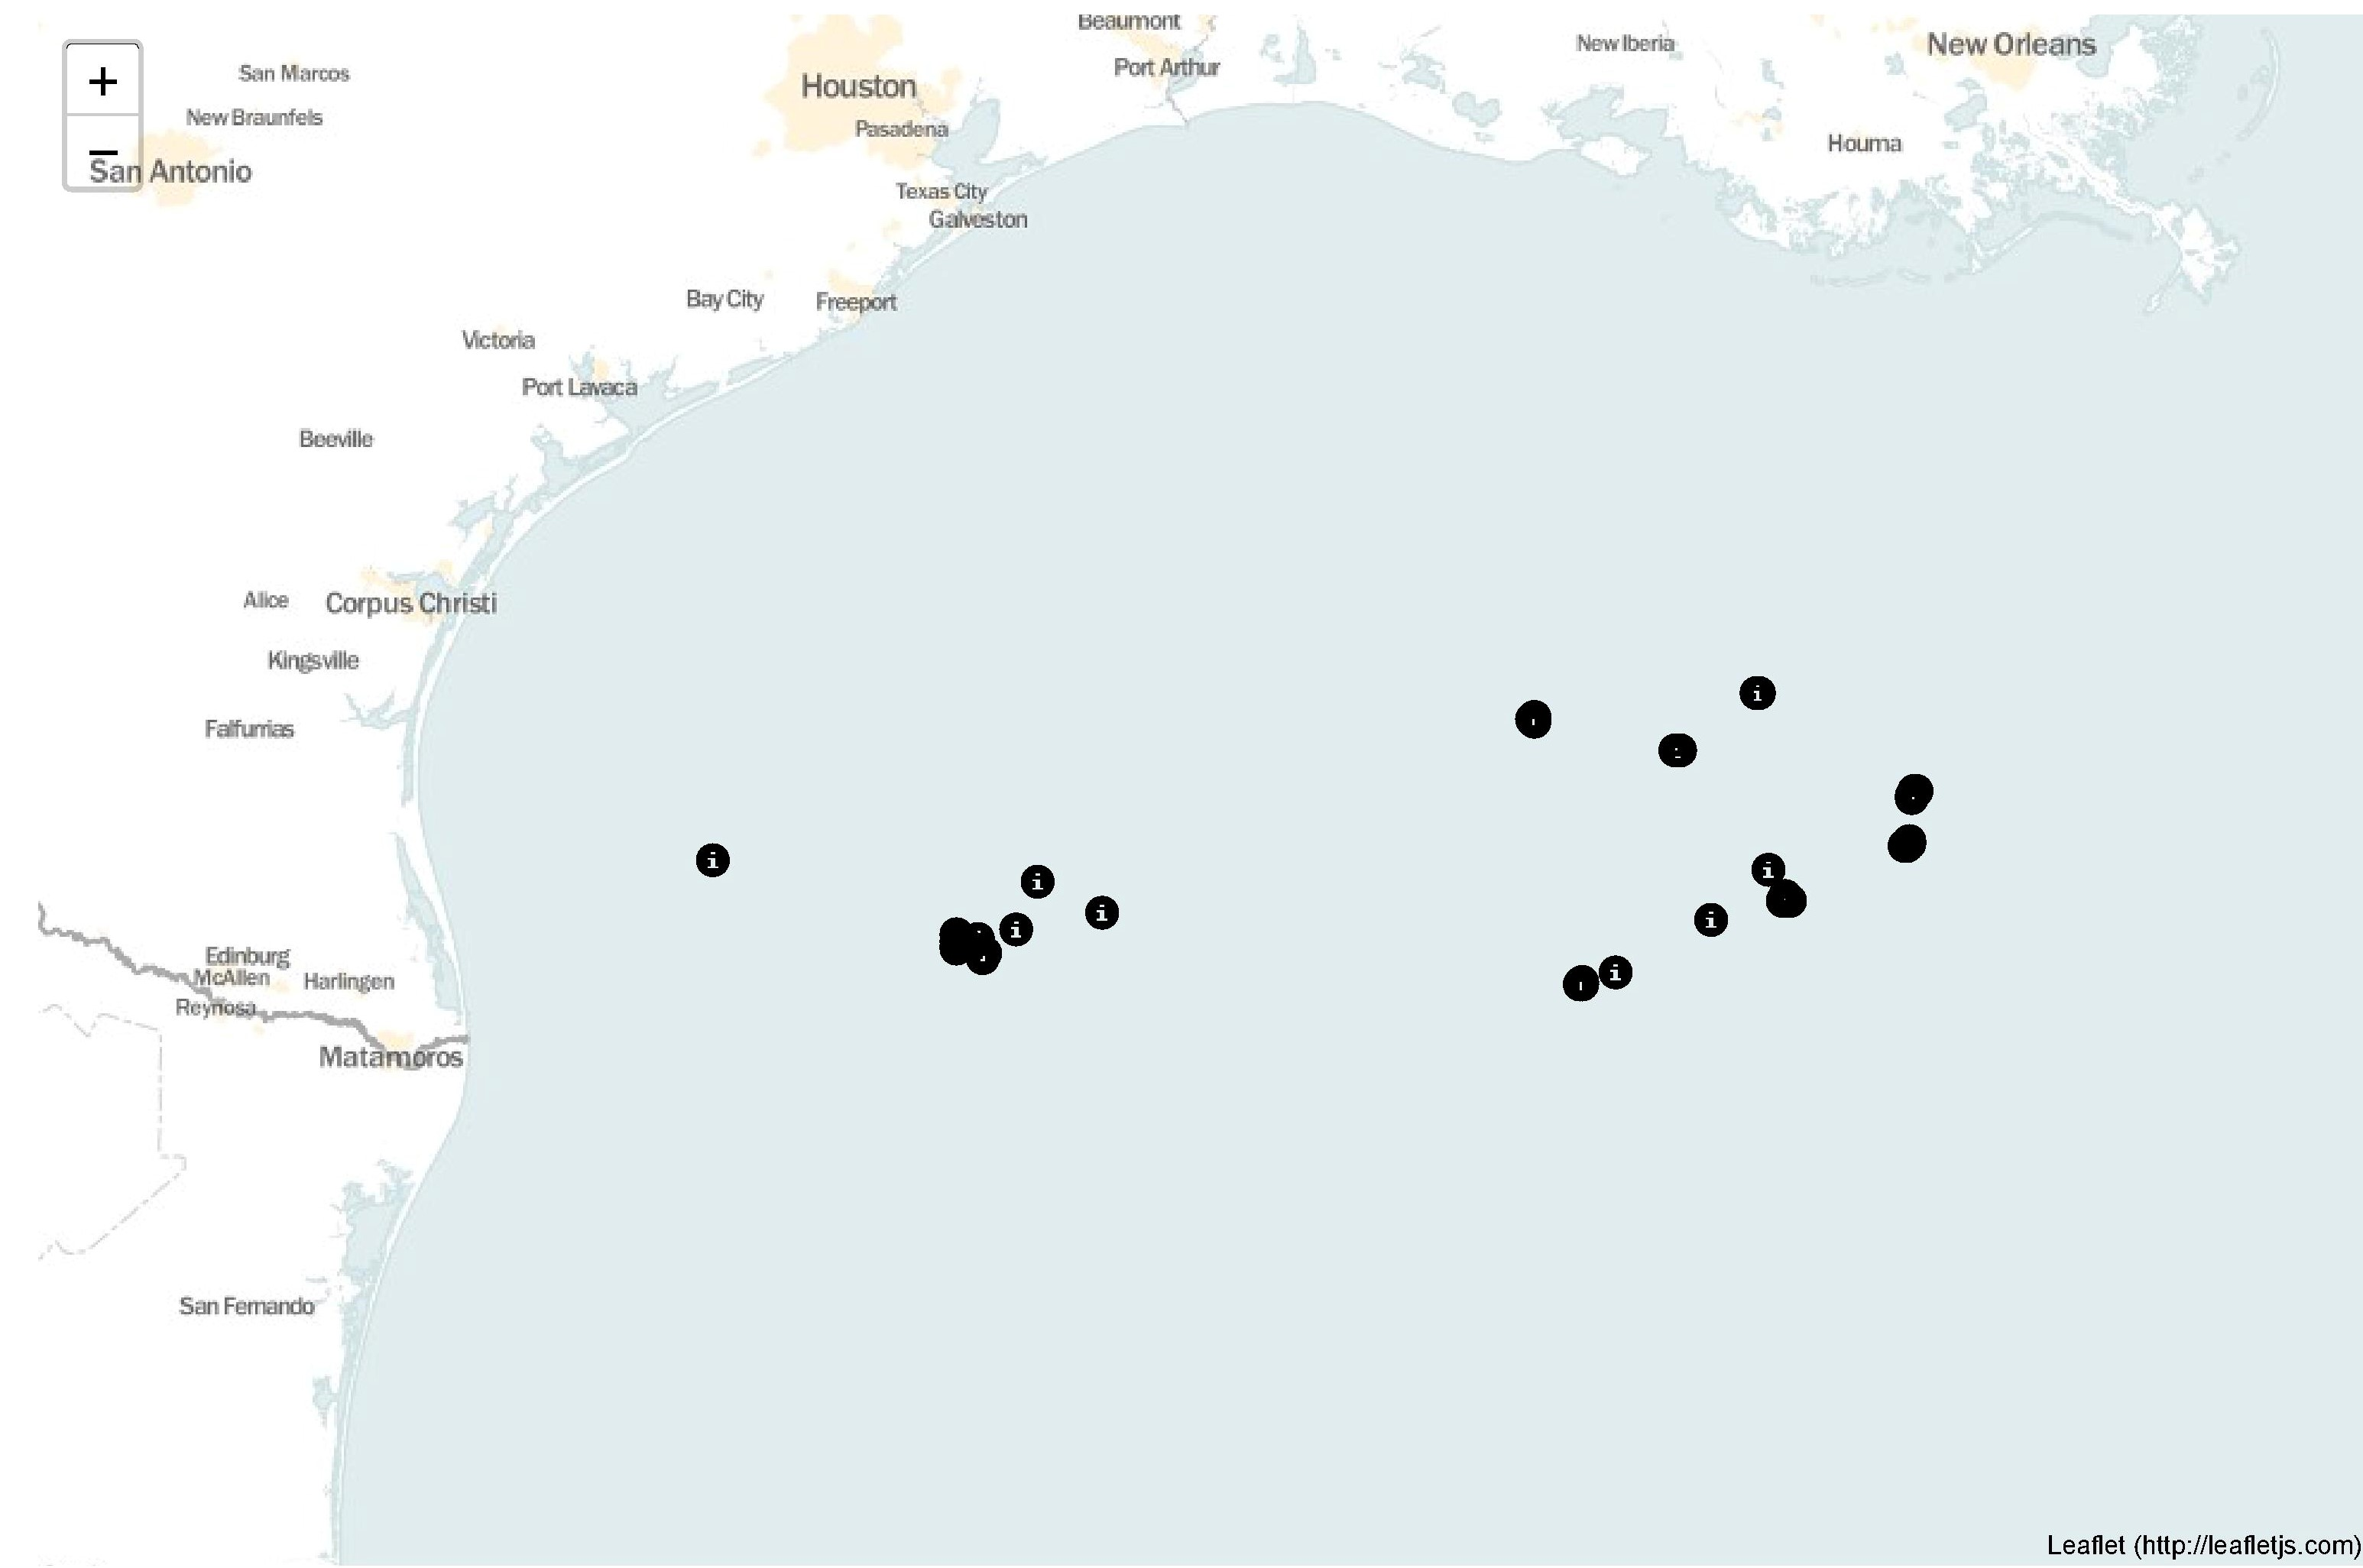 Beaumont
New Iberia
New Orleans
+
San Marcos
Houston
Port Arthur
New Braunfels
Pasadena
Houma
−
San Antonio
Texas City
Galveston
Bay City
Freeport
Victoria
Port Lavaca
Beeville
Alice
Corpus Christi
Kingsville
i
Falfurrias
i
i
i
i
i
i
i
Edinburg
McAllen
Harlingen
Reynosa
Matamoros
San Fernando
Leaflet (http://leafletjs.com)